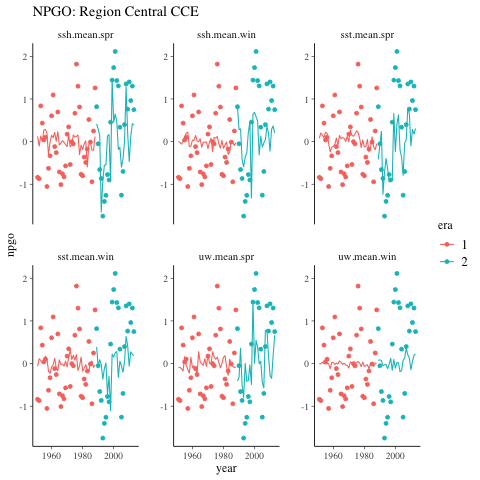 NPGO: Region Central CCE
ssh.mean.spr ssh.mean.win sst.mean.spr
2
1
0
-1
sst.mean.win uw.mean.spr uw.mean.win
2
1
0
-1
1960 1980 2000 1960 1980 2000 1960 1980 2000
year
npgo
era
1
2